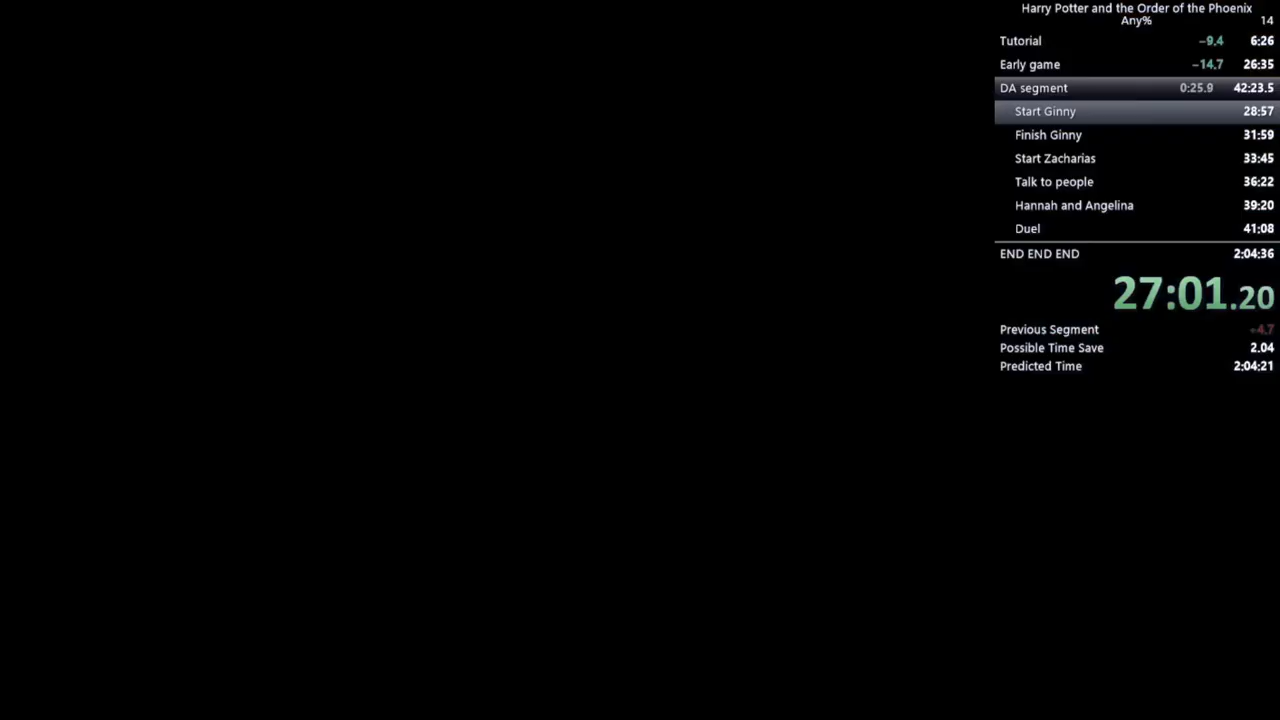 Harry Potter and the Order of the Phoenix
Any% 14
Tutorial −9.4 6:26
Early game −14.7 26:35
DA segment 0:25.9 42:23.5
Start Ginny 28:57
Finish Ginny 31:59
Start Zacharias 33:45
Talk to people 36:22
Hannah and Angelina 39:20
Duel 41:08
END END END 2:04:36
27:01.20
Previous Segment +4.7
Possible Time Save 2.04
Predicted Time 2:04:21